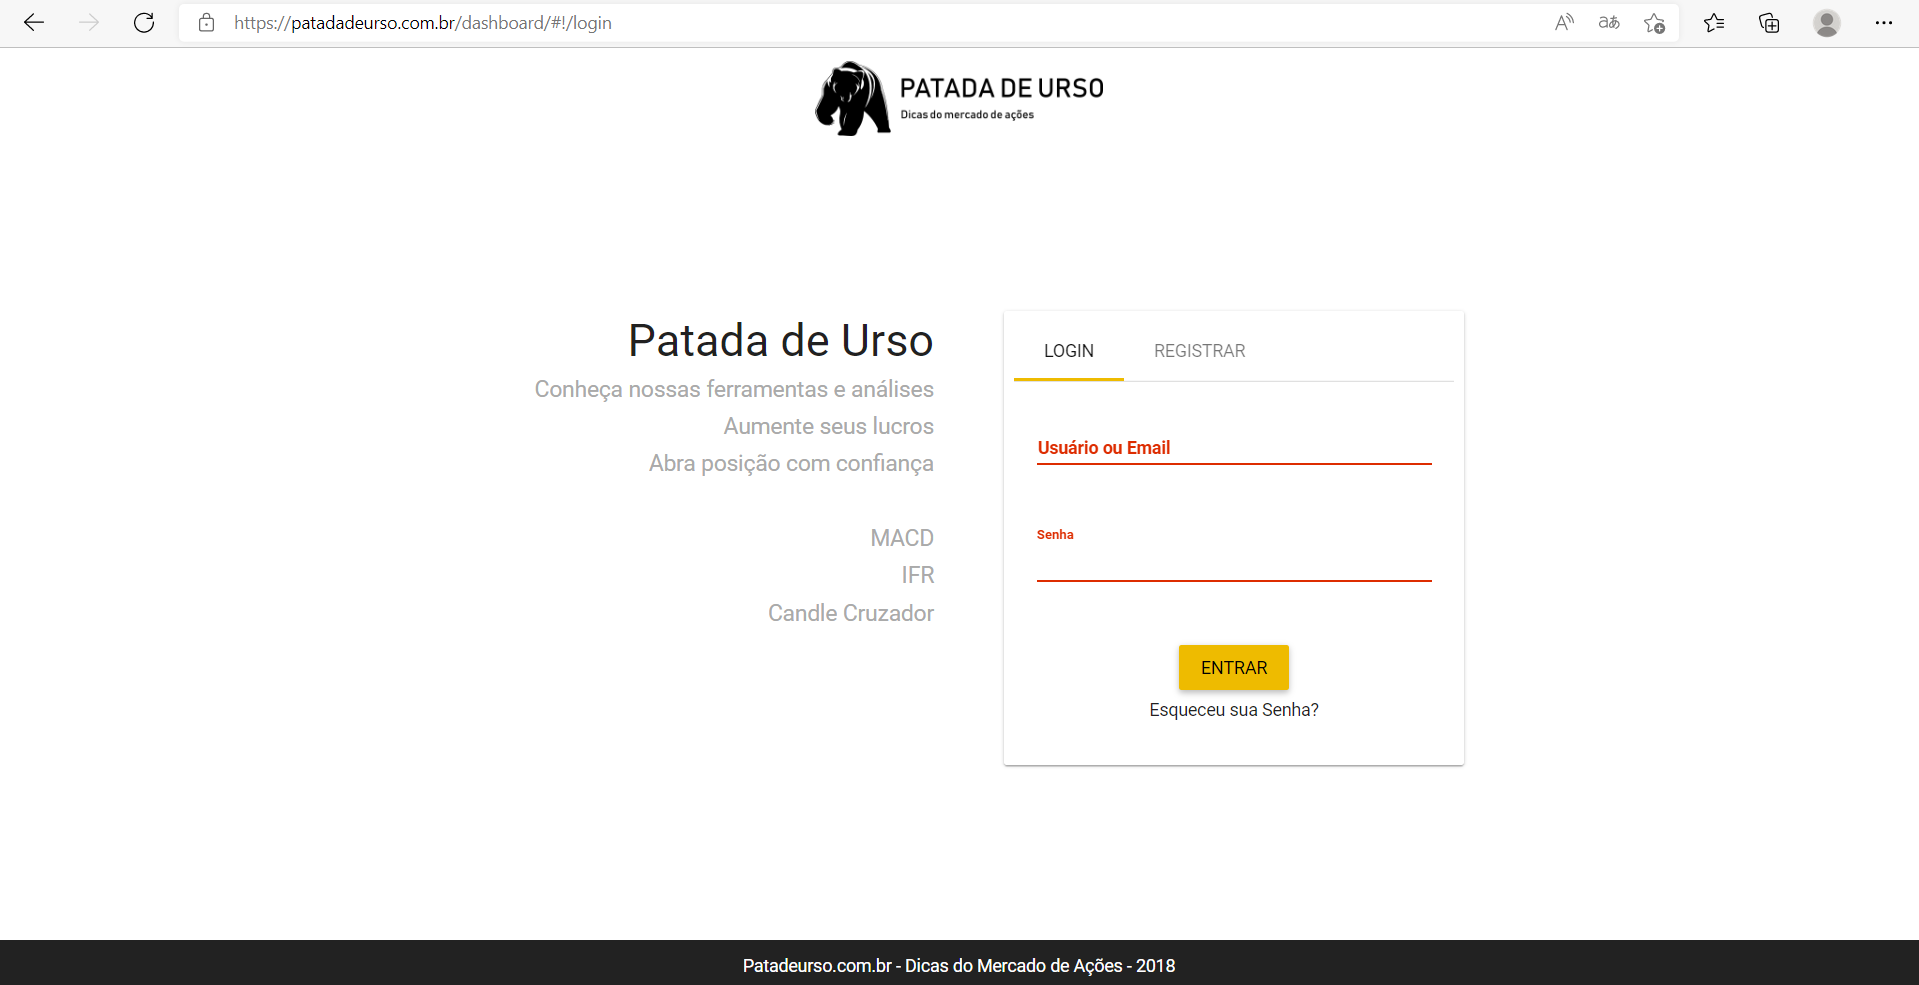 https://patadadeurso.com.br/dashboard/#!/login
PATADA DE URSO
Dicas do mercado de ações
Patada de Urso
Conheça nossas ferramentas e análises
Aumente seus lucros
Abra posição com confiança
MACD
IFR
Candle Cruzador
LOGIN REGISTRAR
Usuário ou Email
Senha
ENTRAR
Esqueceu sua Senha?
Patadeurso.com.br - Dicas do Mercado de Ações - 2018